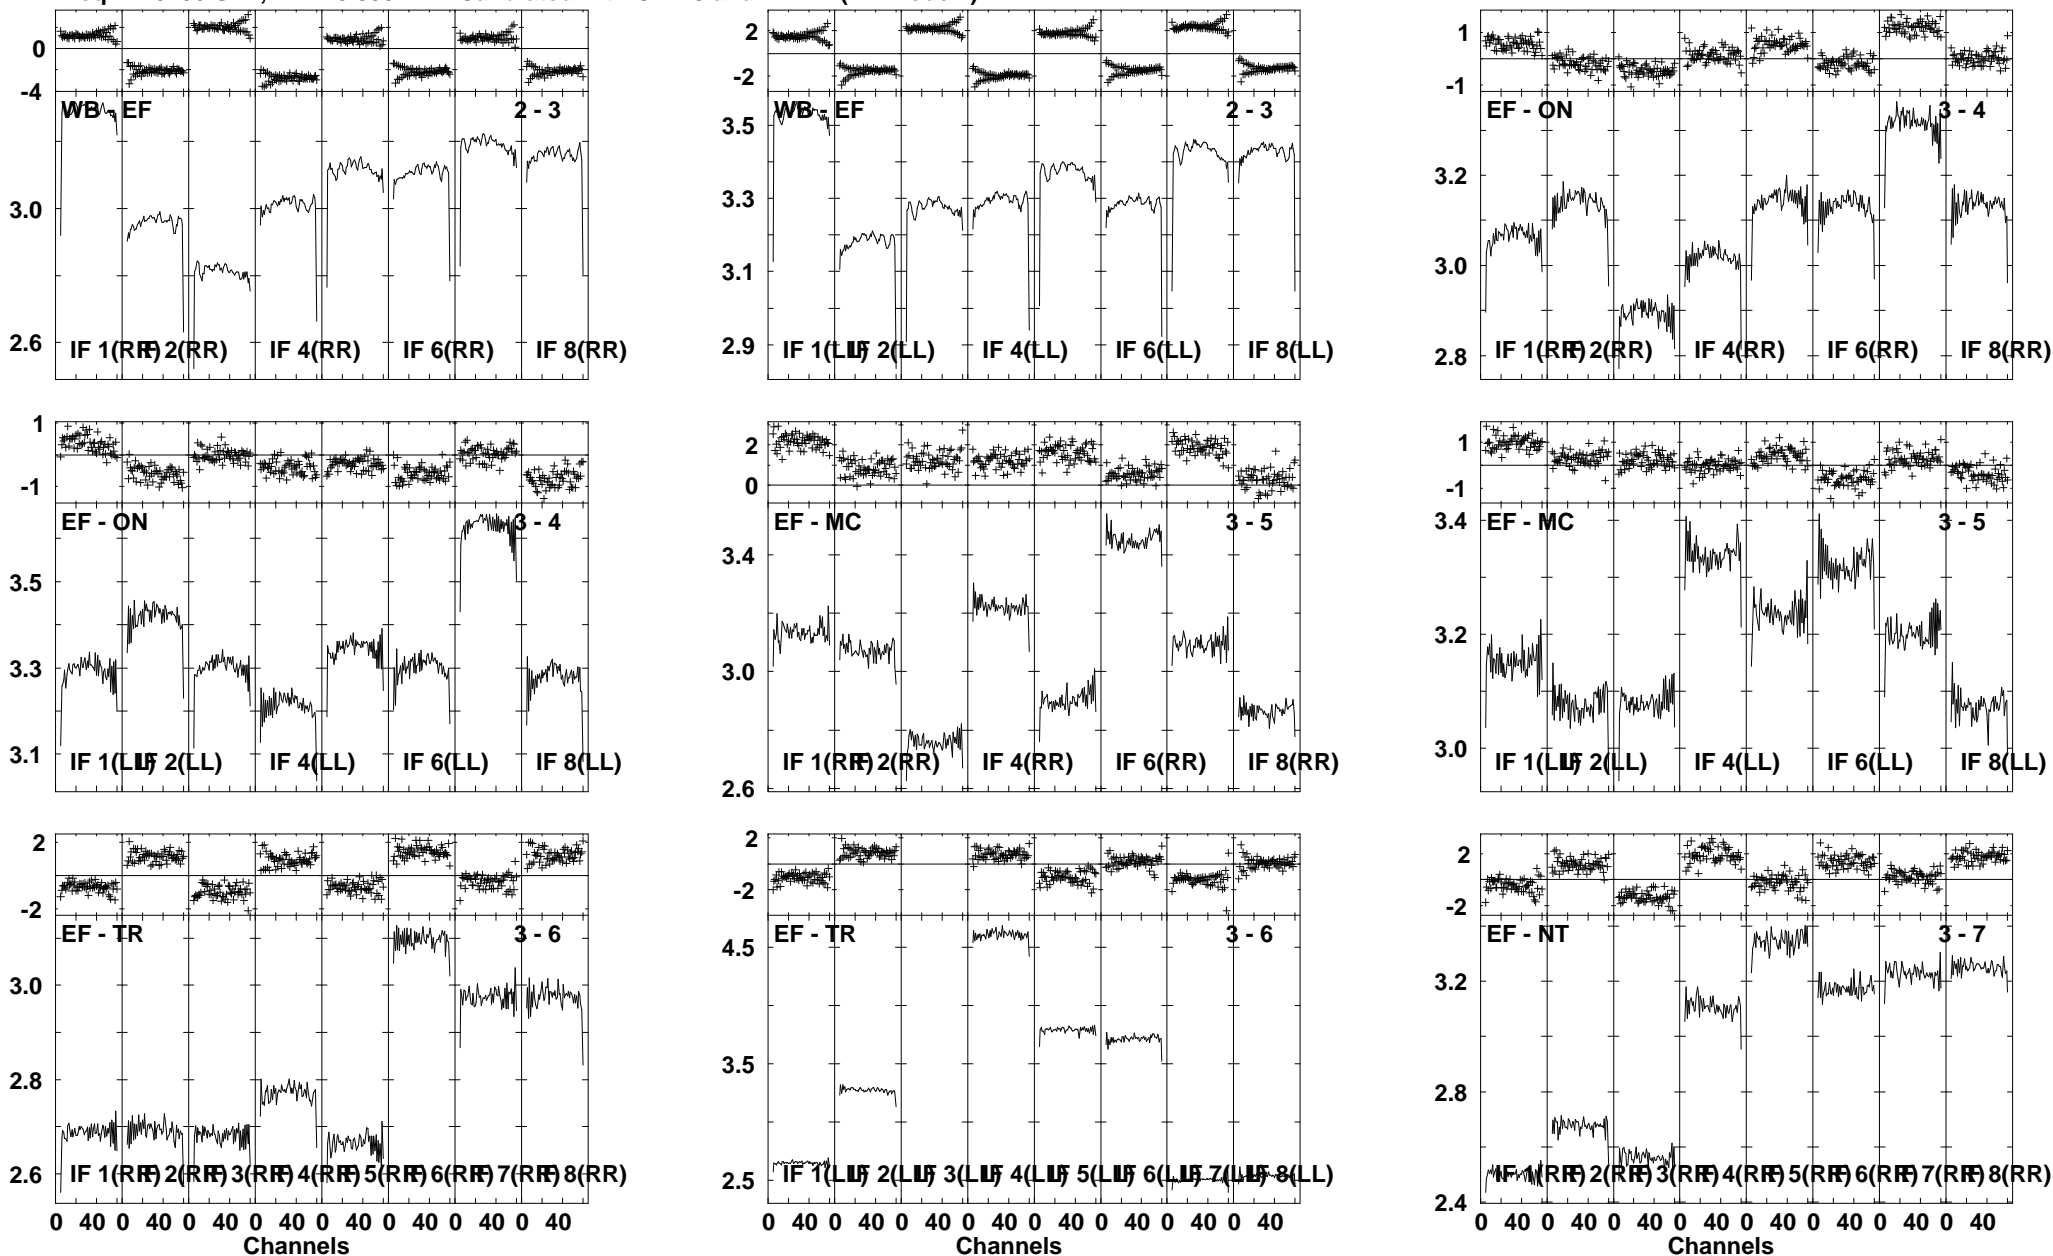 0
-4
WB - EF 2 - 3
3.0
2.6
IF 1(RR) IF 2(RR) IF 4(RR) IF 6(RR) IF 8(RR)
2
-2
WB - EF 2 - 3
3.5
3.3
3.1
2.9
IF 1(LL) IF 2(LL) IF 4(LL) IF 6(LL) IF 8(LL)
1
-1
EF - ON 3 - 4
3.2
3.0
2.8
IF 1(RR) IF 2(RR) IF 4(RR) IF 6(RR) IF 8(RR)
1
-1
EF - ON 3 - 4
3.5
3.3
3.1
IF 1(LL) IF 2(LL) IF 4(LL) IF 6(LL) IF 8(LL)
2
0
EF - MC 3 - 5
3.4
3.0
2.6
IF 1(RR) IF 2(RR) IF 4(RR) IF 6(RR) IF 8(RR)
1
-1
EF - MC 3 - 5
3.4
3.2
3.0
IF 1(LL) IF 2(LL) IF 4(LL) IF 6(LL) IF 8(LL)
2
-2
EF - TR 3 - 6
3.0
2.8
2.6
IF 1(RR) IF 2(RR) IF 3(RR) IF 4(RR) IF 5(RR) IF 6(RR) IF 7(RR) IF 8(RR)
0 40 0 40 0 40 0 40 0 40 0 40 0 40 0 40
Channels
2
-2
EF - TR 3 - 6
4.5
3.5
2.5
IF 1(LL) IF 2(LL) IF 3(LL) IF 4(LL) IF 5(LL) IF 6(LL) IF 7(LL) IF 8(LL)
0 40 0 40 0 40 0 40 0 40 0 40 0 40 0 40
Channels
2
-2
EF - NT 3 - 7
3.2
2.8
2.4
IF 1(RR) IF 2(RR) IF 3(RR) IF 4(RR) IF 5(RR) IF 6(RR) IF 7(RR) IF 8(RR)
0 40 0 40 0 40 0 40 0 40 0 40 0 40 0 40
Channels